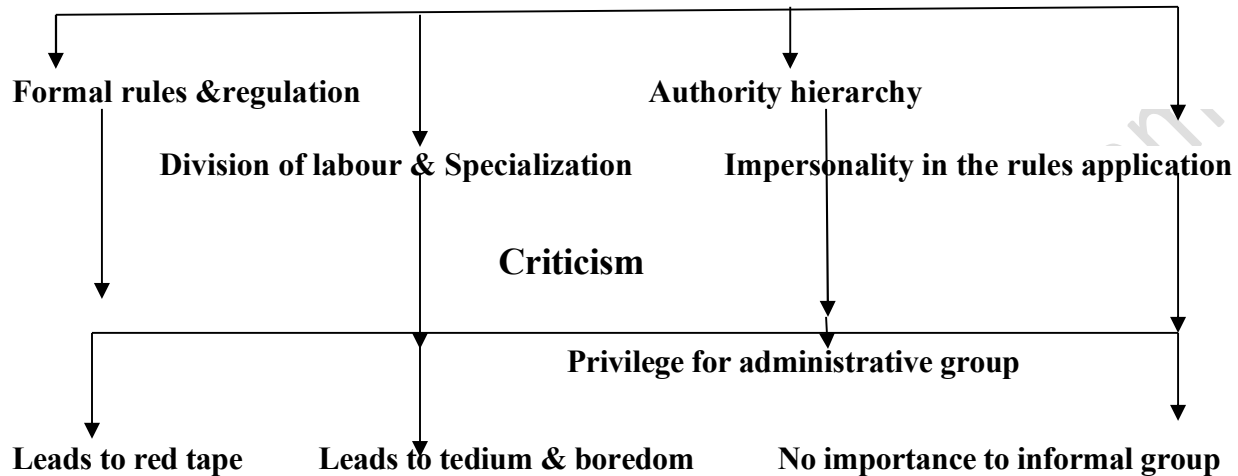 Formal rules &regulation
Authority hierarchy
Division of labour & Specialization
Impersonality in the rules application
Criticism
Privilege for administrative group
Leads to red tape
Leads to tedium & boredom
No importance to informal group